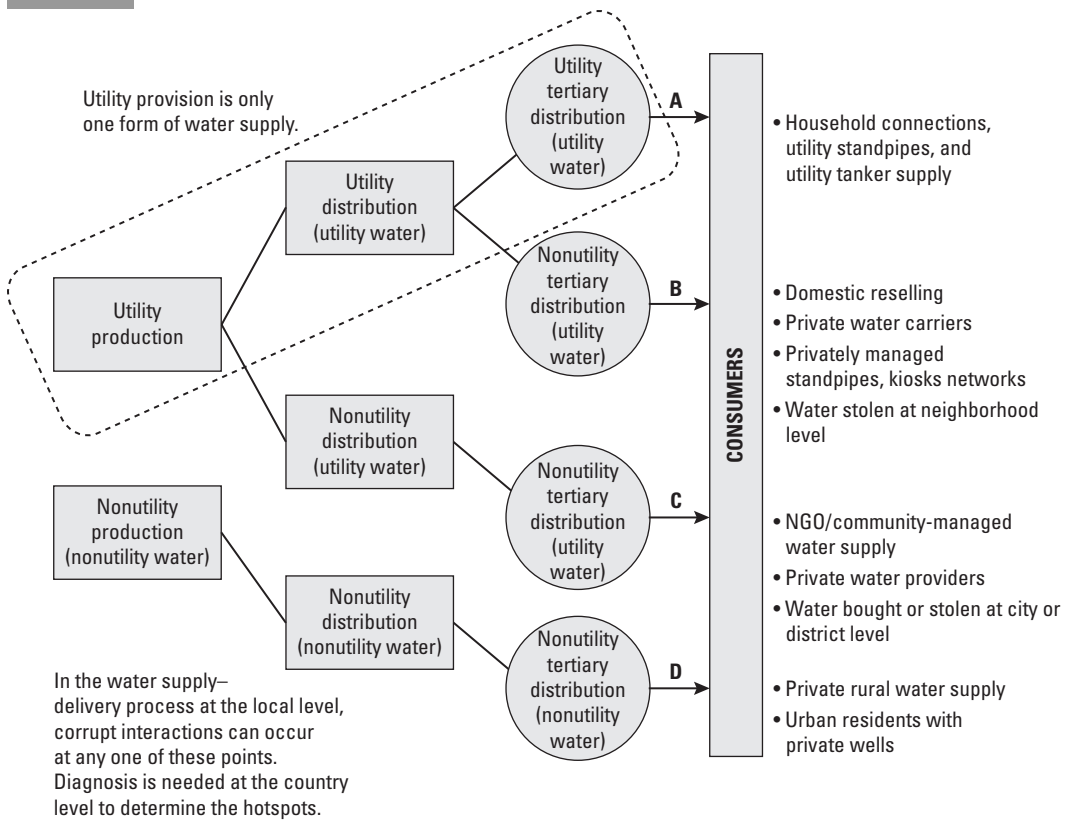 Utility provision is only
one form of water supply.
Utility
production
Nonutility
production
(nonutility water)
In the water supply–
delivery process at the local level,
corrupt interactions can occur
at any one of these points.
Diagnosis is needed at the country
level to determine the hotspots.
Utility
distribution
(utility water)
Nonutility
distribution
(utility water)
Nonutility
distribution
(nonutility water)
Utility
tertiary
distribution
(utility
water)
Nonutility
tertiary
distribution
(utility
water)
Nonutility
tertiary
distribution
(utility
water)
Nonutility
tertiary
distribution
(nonutility
water)
A
B
C
D
CONSUMERS
• Household connections,
utility standpipes, and
utility tanker supply
• Domestic reselling
• Private water carriers
• Privately managed
standpipes, kiosks networks
• Water stolen at neighborhood
level
• NGO/community-managed
water supply
• Private water providers
• Water bought or stolen at city or
district level
• Private rural water supply
• Urban residents with
private wells